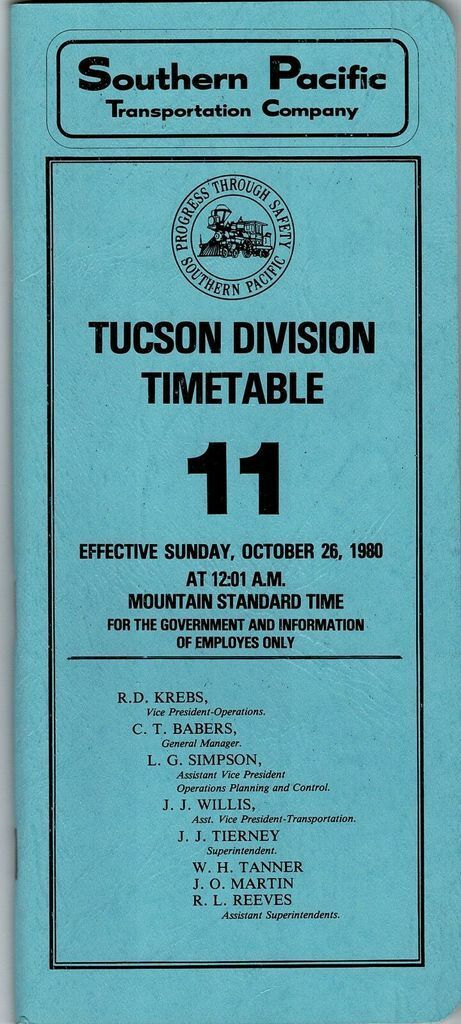 Southern Pacific
Transportation Company
PROGRESS THROUGH SAFETY
SOUTHERN PACIFIC
TUCSON DIVISION
TIMETABLE
11
EFFECTIVE SUNDAY, OCTOBER 26, 1980
AT 12:01 A.M.
MOUNTAIN STANDARD TIME
FOR THE GOVERNMENT AND INFORMATION
OF EMPLOYES ONLY
R.D. KREBS,
Vice President-Operations.
C. T. BABERS,
General Manager.
L. G. SIMPSON,
Assistant Vice President
Operations Planning and Control.
J. J. WILLIS,
Asst. Vice President-Transportation.
J. J. TIERNEY
Superintendent.
W. H. TANNER
J. O. MARTIN
R. L. REEVES
Assistant Superintendents.